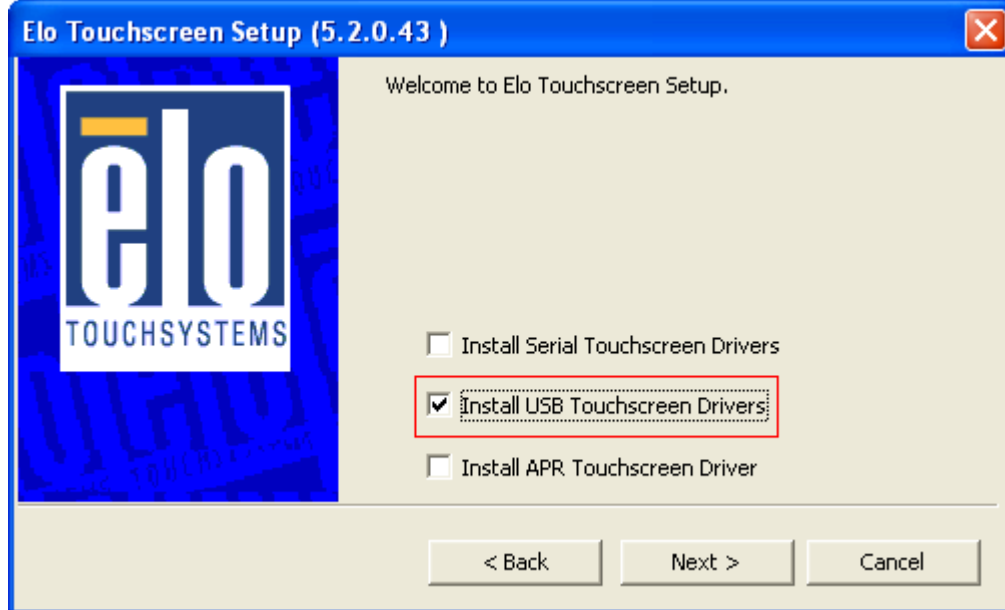 Elo Touchscreen Setup (5.2.0.43 )
Welcome to Elo Touchscreen Setup.
ēlo
TOUCHSYSTEMS
Install Serial Touchscreen Drivers
Install USB Touchscreen Drivers
Install APR Touchscreen Driver
< Back
Next >
Cancel